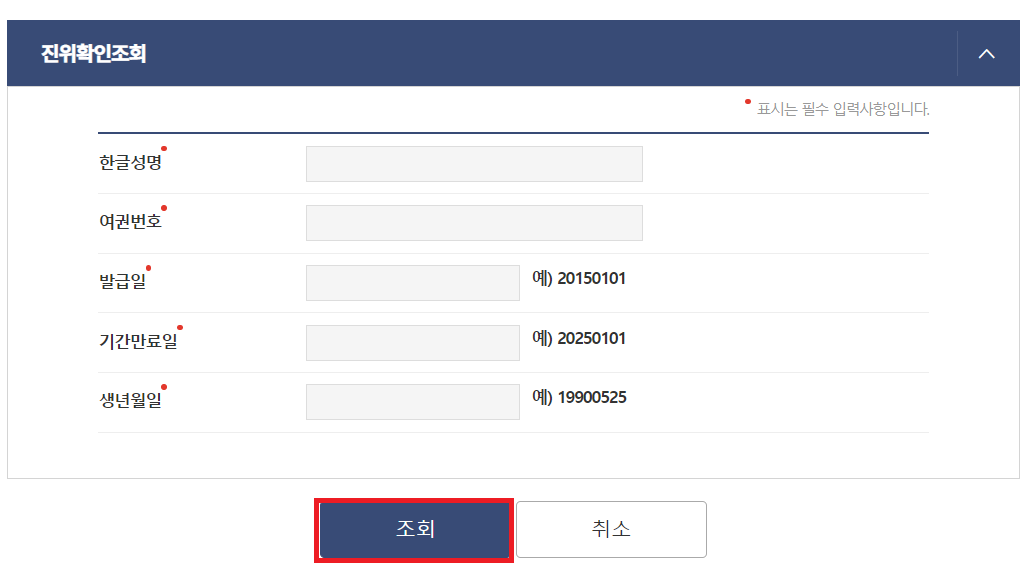 진위확인조회
표시는 필수 입력사항입니다.
한글성명
여권번호
발급일 예) 20150101
기간만료일 예) 20250101
생년월일 예) 19900525
조회 취소